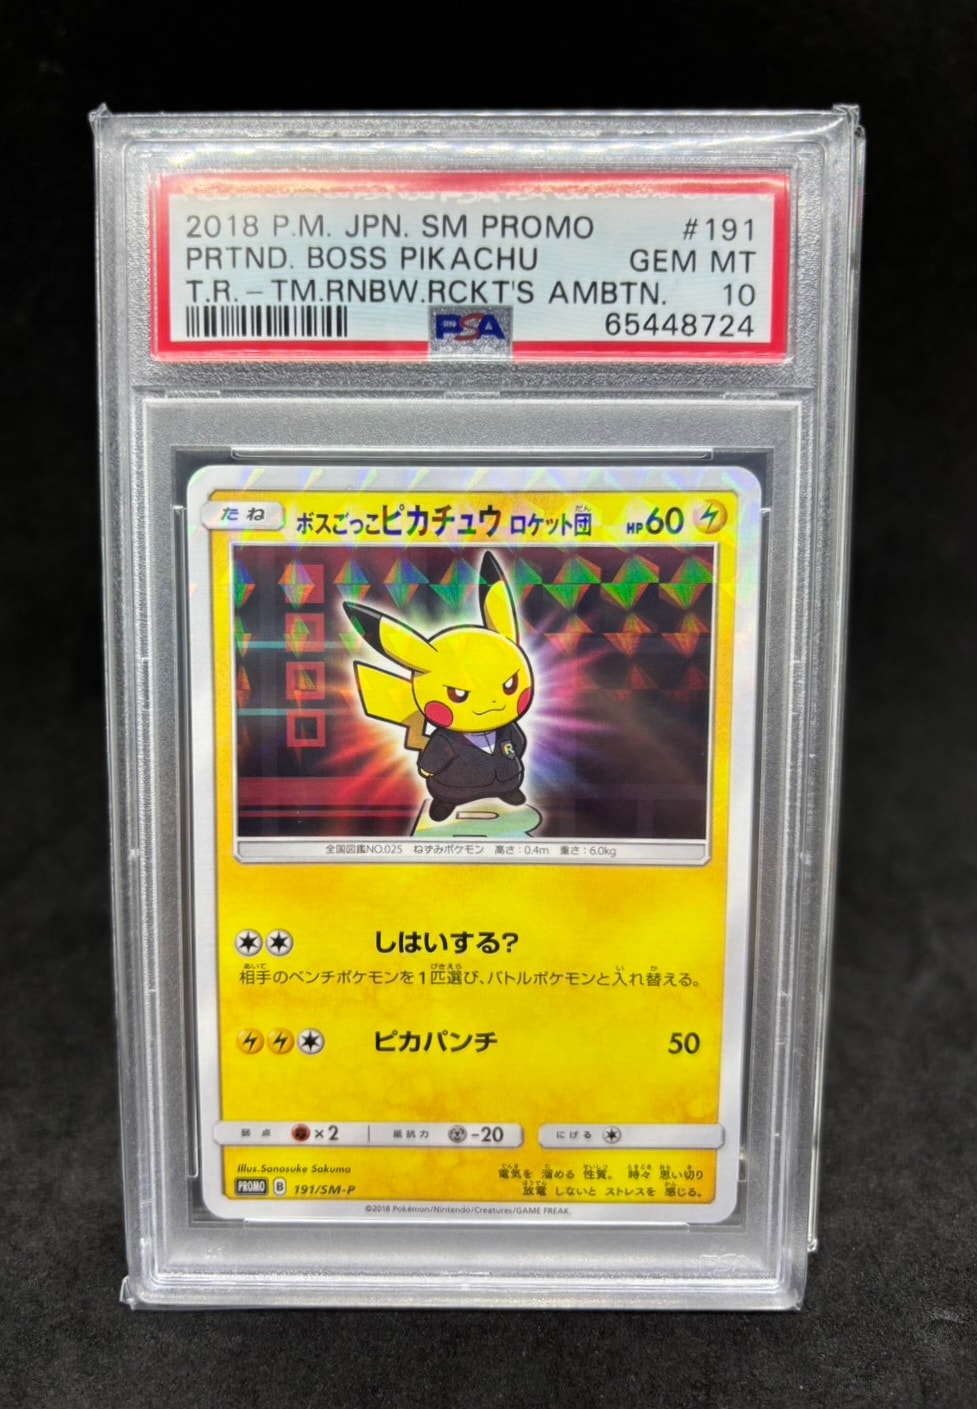 2018 P.M. JPN. SM PROMO #191
PRTND. BOSS PIKACHU GEM MT
T.R.-TM.RNBW.RCKT'S AMBTN. 10
PSA 65448724
たね ボスごっこピカチュウ ロケット団 HP60
だん
R
R
全国図鑑NO.025 ねずみポケモン 高さ:0.4m 重さ:6.0kg
しはいする?
相手のベンチポケモンを1匹選び、バトルポケモンと入れ替える。
ピカパンチ 50
弱点 ×2 抵抗力 -20 にげる
Illus.Sanosuke Sakuma
PROMO B 191/SM-P
電気を 溜める 性質。 時々 思い切り
放電 しないと ストレスを 感じる。
©2018 Pokémon/Nintendo/Creatures/GAME FREAK.